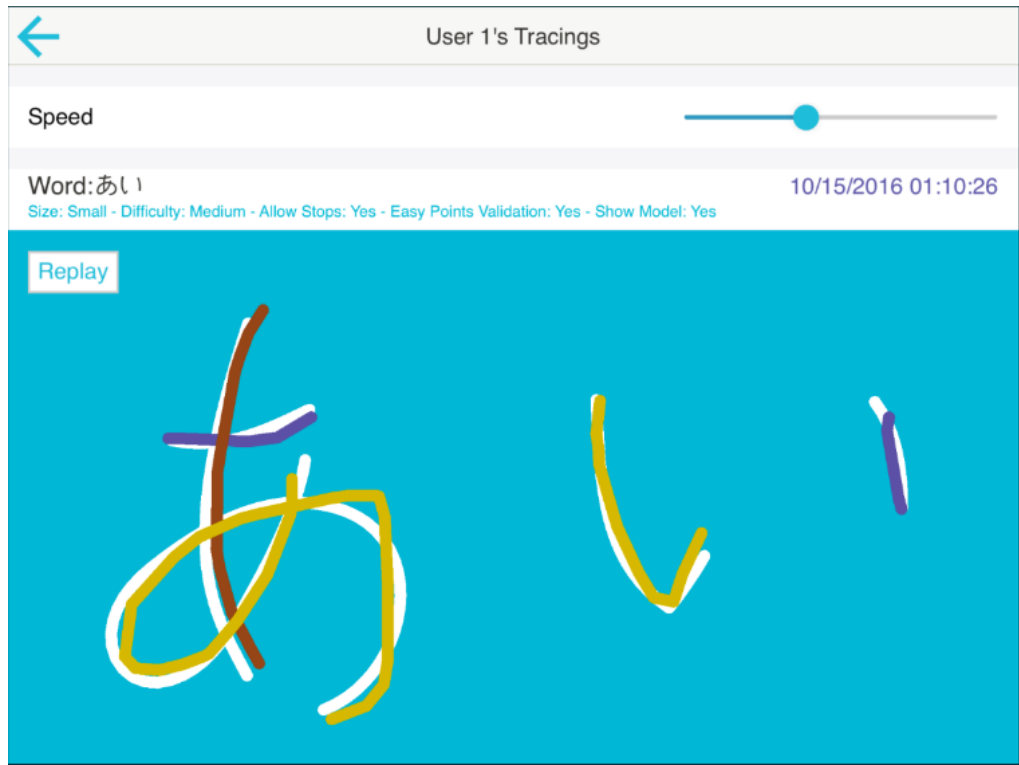 User 1's Tracings
Speed
Word:あい
10/15/2016 01:10:26
Size: Small - Difficulty: Medium - Allow Stops: Yes - Easy Points Validation: Yes - Show Model: Yes
Replay
あい